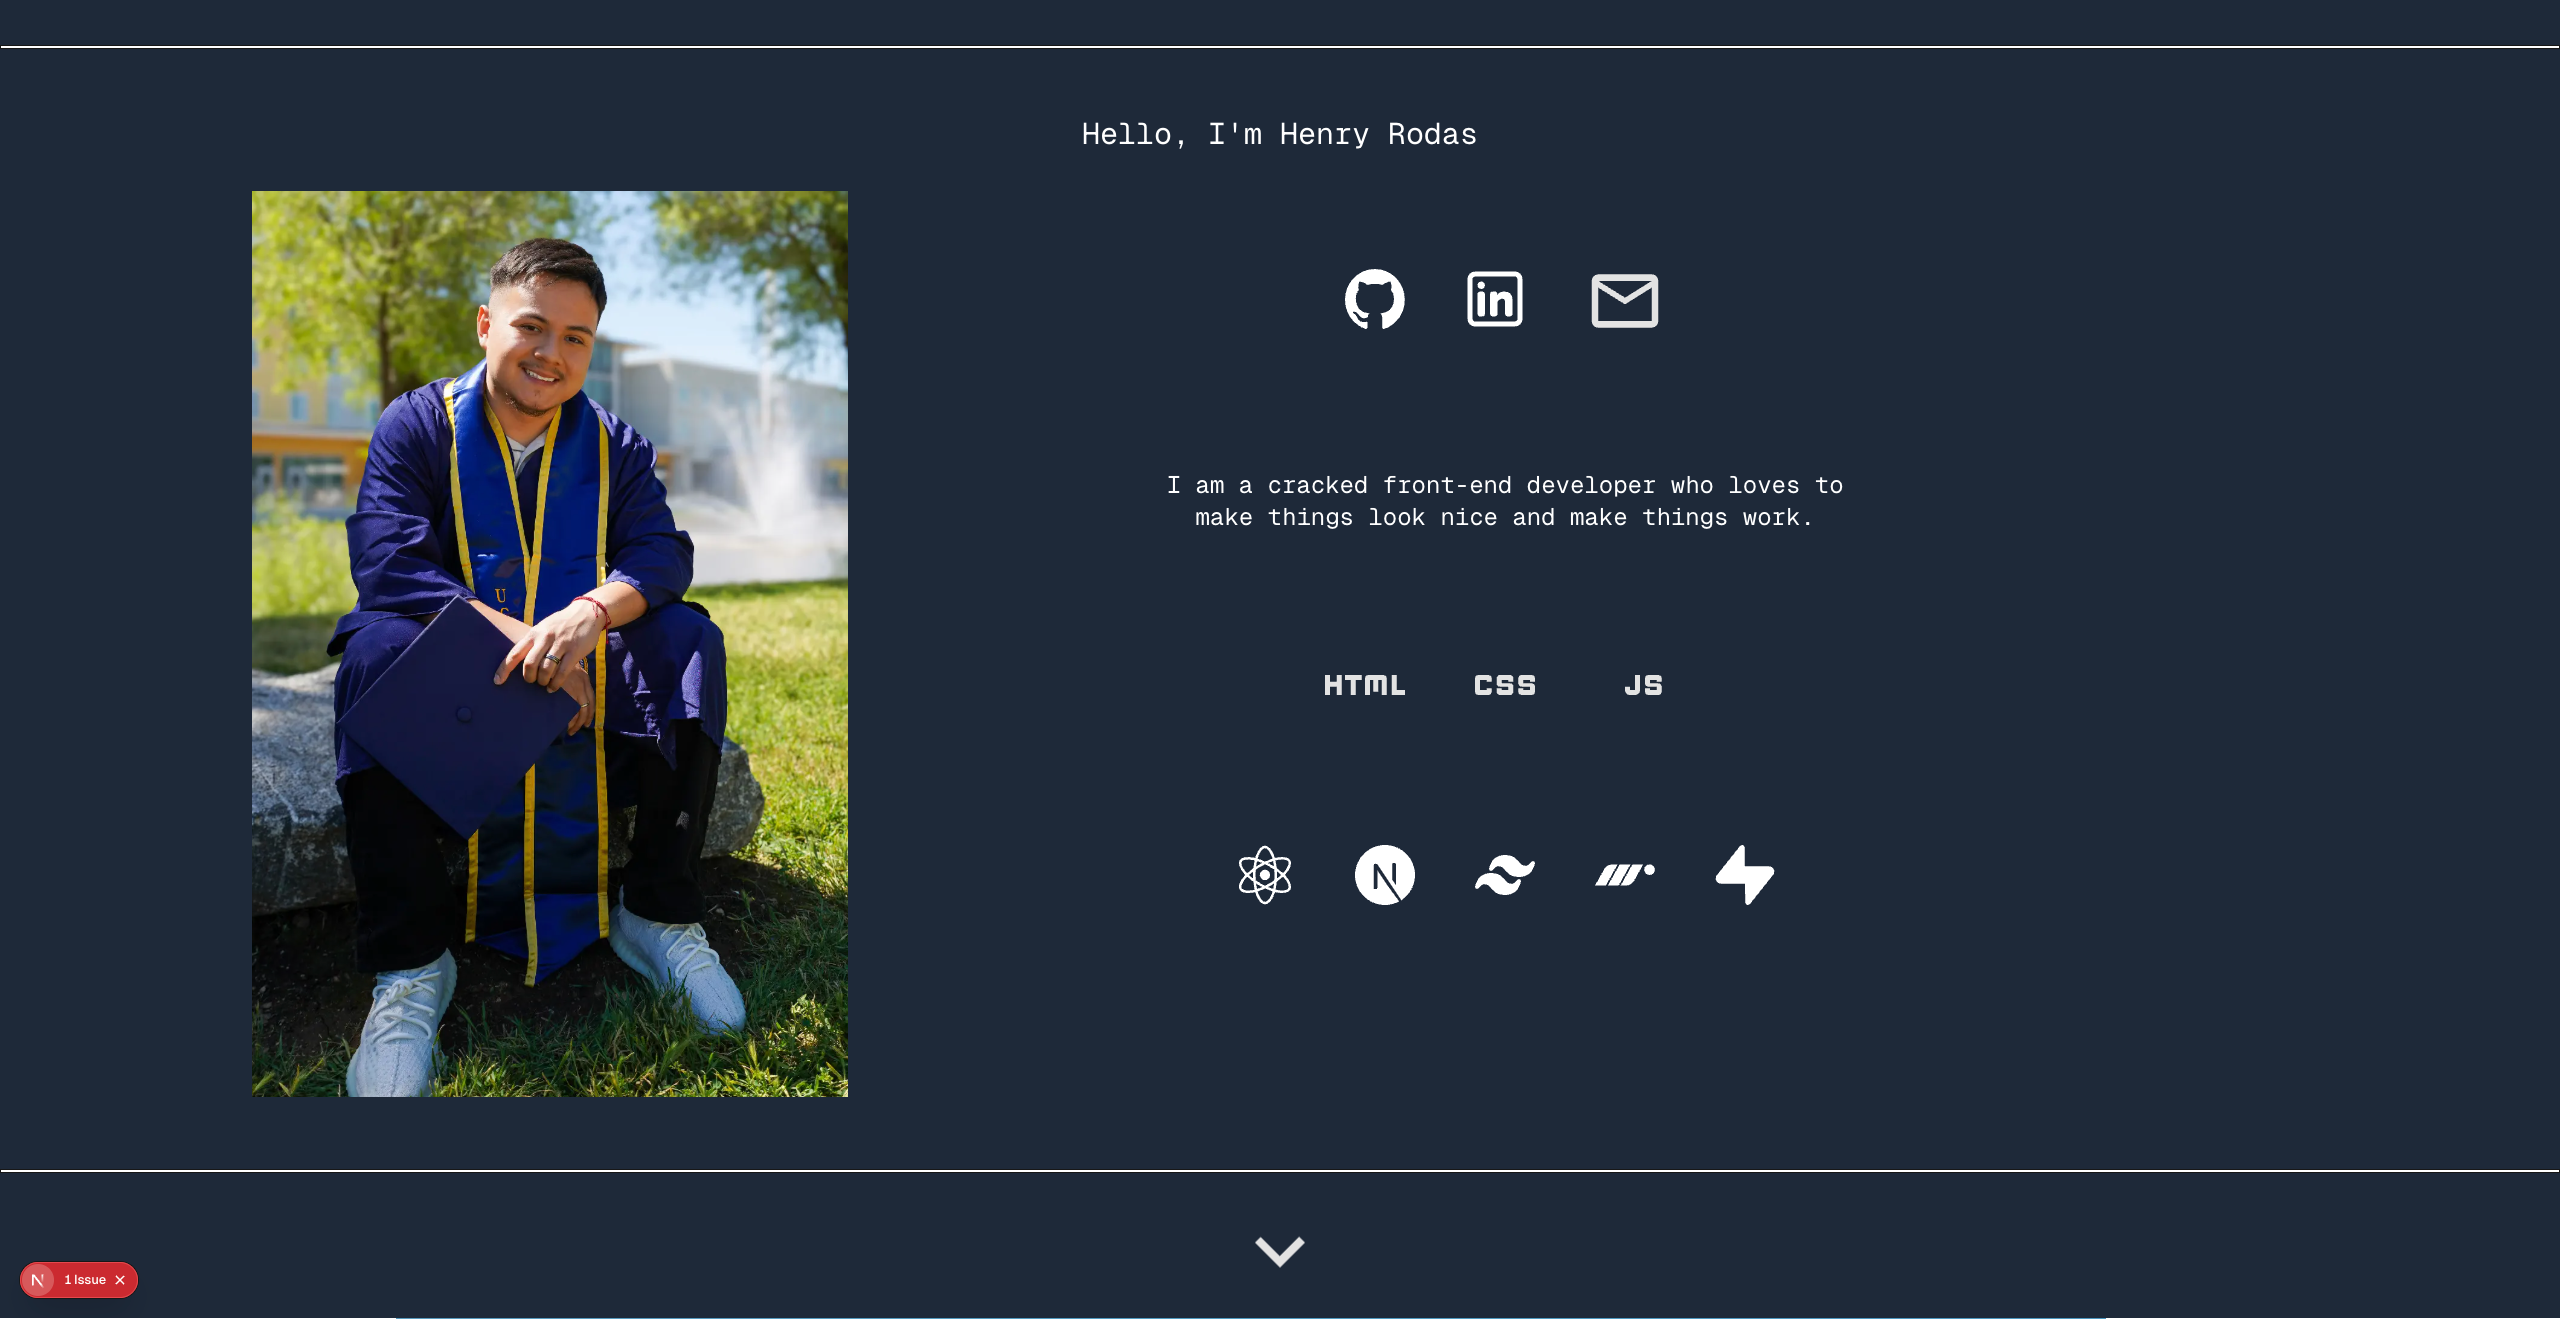 Hello, I'm Henry Rodas
in
I am a cracked front-end developer who loves to
make things look nice and make things work.
U
HTML CSS JS
N
N 1 Issue